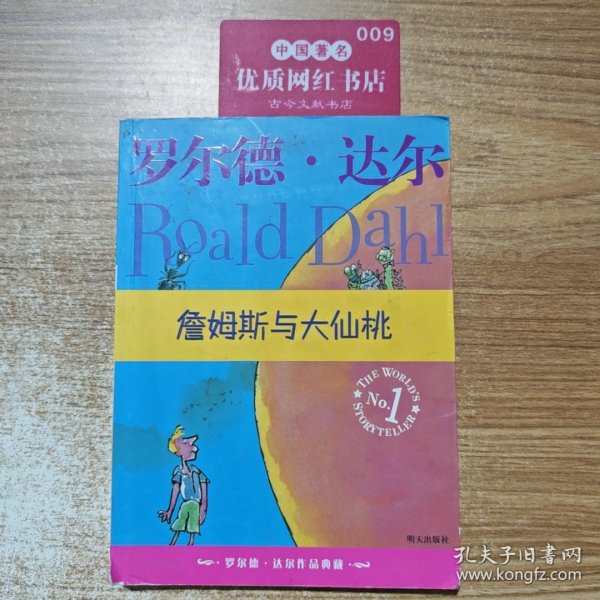 009
中国著名
优质网红书店
古今文献书店
罗尔德·达尔
Roald Dahl
詹姆斯与大仙桃
THE WORLD'S
No.1
STORYTELLER
明天出版社
·罗尔德·达尔作品典藏·
孔夫子旧书网
www.kongfz.com